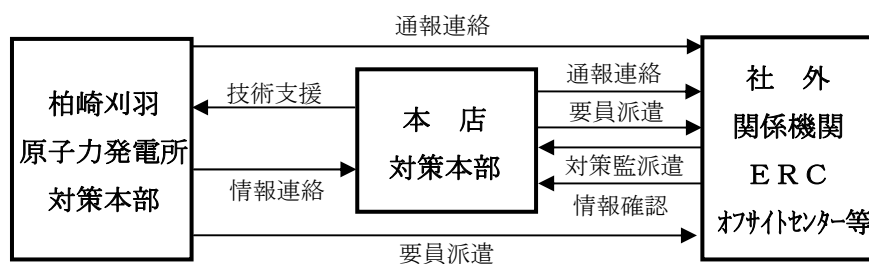 通報連絡
柏崎刈羽
原子力発電所
対策本部
技術支援
情報連絡
本　店
対策本部
通報連絡
要員派遣
対策監派遣
情報確認
社　外
関係機関
ＥＲＣ
オフサイトセンター等
要員派遣